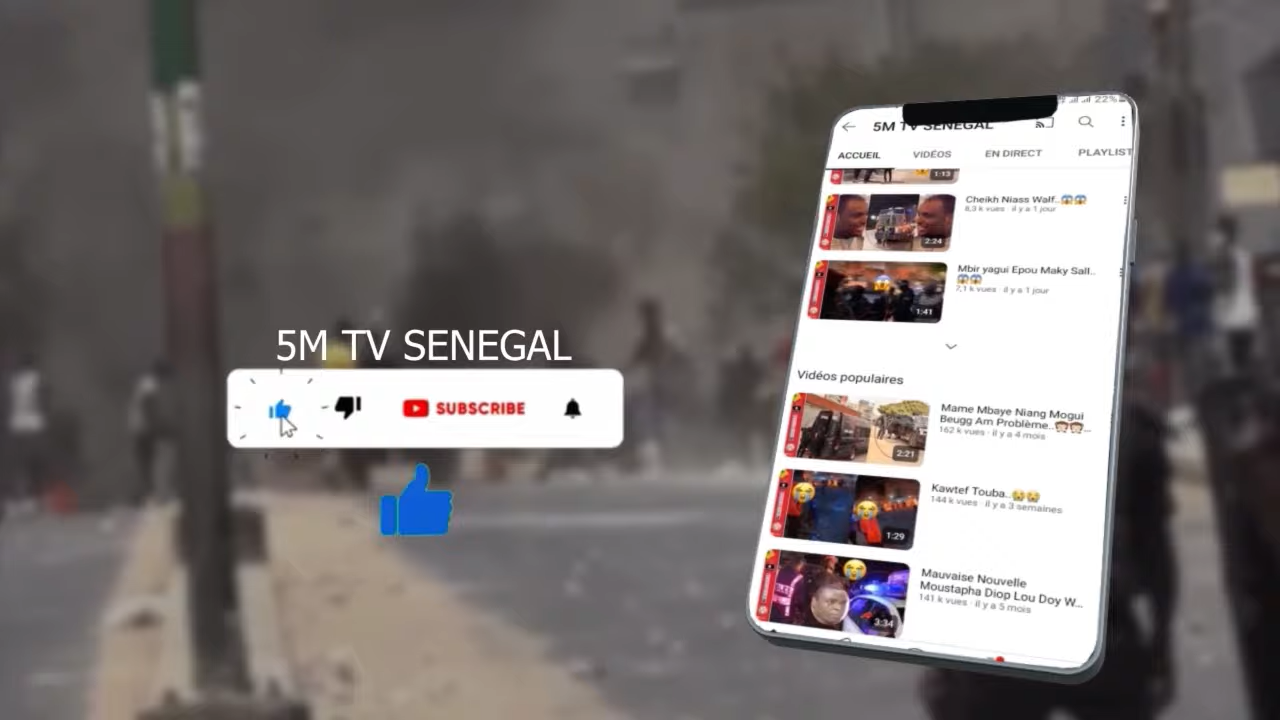 5M TV SENEGAL
SUBSCRIBE
22%
5M TV SENEGAL
ACCUEIL VIDÉOS EN DIRECT PLAYLIST
1:13
Cheikh Niass Walf..😱😱
8,3 k vues · il y a 1 jour
2:24
Mbir yagui Epou Maky Sall..
😱😱
7,1 k vues · il y a 1 jour
1:41
Vidéos populaires
Mame Mbaye Niang Mogui
Beugg Am Problème..🙆🙆...
162 k vues · il y a 4 mois
2:21
Kawtef Touba..😭😭
144 k vues · il y a 3 semaines
1:29
Mauvaise Nouvelle
Moustapha Diop Lou Doy W...
141 k vues · il y a 5 mois
3:34